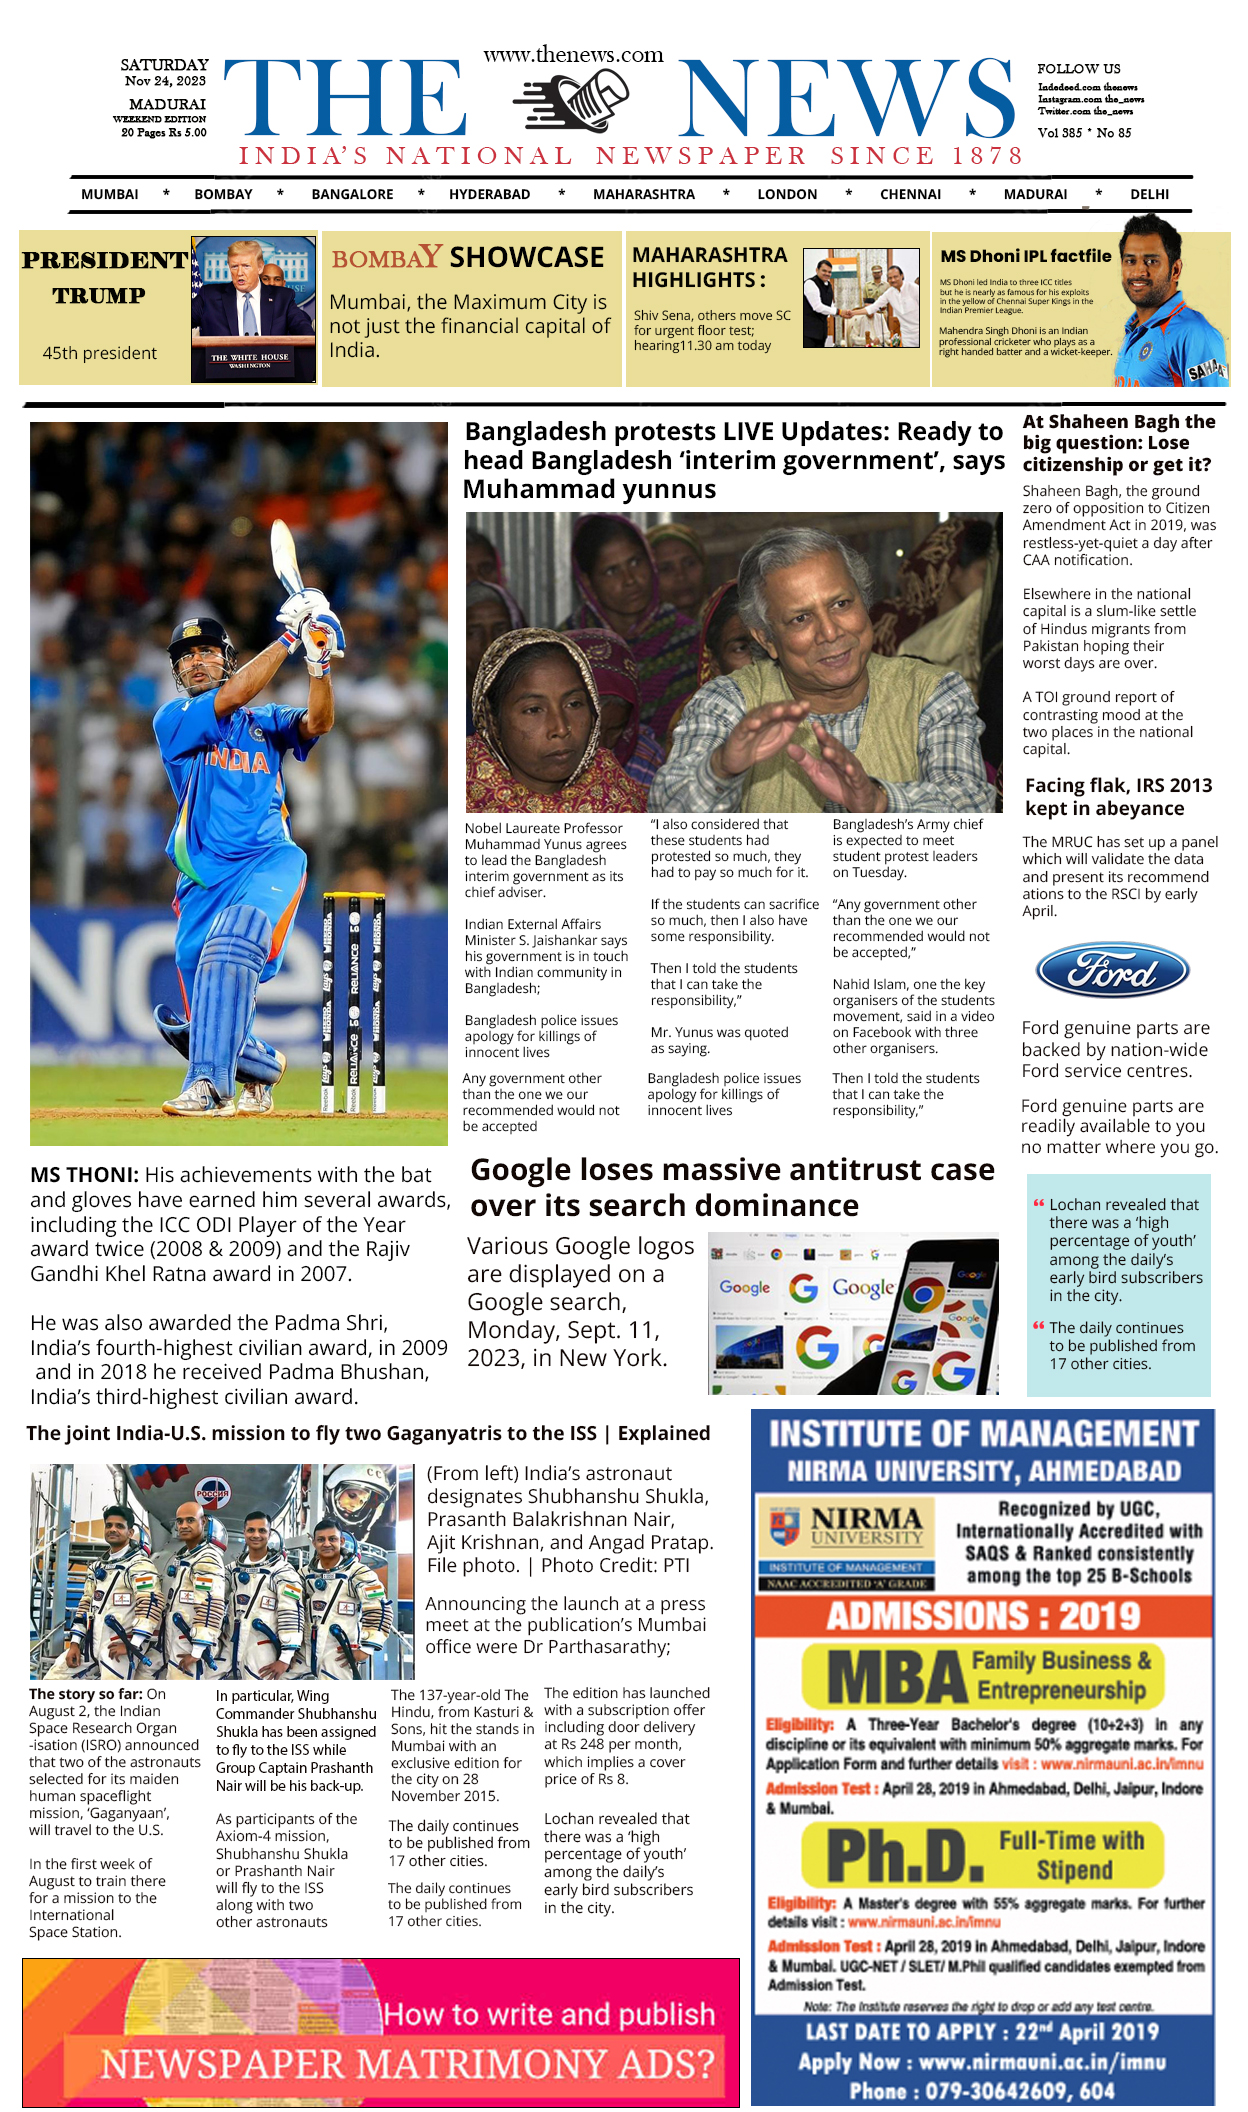 SATURDAY
Nov 24, 2023
MADURAI
WEEKEND EDITION
20 Pages Rs 5.00
www.thenews.com
THE NEWS
INDIA'S NATIONAL NEWSPAPER SINCE 1878
FOLLOW US
Indedeed.com thenews
Instagram.com the_news
Twitter.com the_news
Vol 385 * No 85
MUMBAI * BOMBAY * BANGALORE * HYDERABAD * MAHARASHTRA * LONDON * CHENNAI * MADURAI * DELHI
PRESIDENT
TRUMP
45th president
THE WHITE HOUSE
WASHINGTON
BOMBAY SHOWCASE
Mumbai, the Maximum City is
not just the financial capital of
India.
MAHARASHTRA
HIGHLIGHTS :
Shiv Sena, others move SC
for urgent floor test;
hearing11.30 am today
MS Dhoni IPL factfile
MS Dhoni led India to three ICC titles
but he is nearly as famous for his exploits
in the yellow of Chennai Super Kings in the
Indian Premier League.
Mahendra Singh Dhoni is an Indian
professional cricketer who plays as a
right handed batter and a wicket-keeper.
SAHA
INDIA
RELIANCE
RELIANCE
Reebok
Reebok
MS THONI: His achievements with the bat
and gloves have earned him several awards,
including the ICC ODI Player of the Year
award twice (2008 & 2009) and the Rajiv
Gandhi Khel Ratna award in 2007.
He was also awarded the Padma Shri,
India's fourth-highest civilian award, in 2009
and in 2018 he received Padma Bhushan,
India's third-highest civilian award.
Bangladesh protests LIVE Updates: Ready to
head Bangladesh ‘interim government’, says
Muhammad yunnus
Nobel Laureate Professor
Muhammad Yunus agrees
to lead the Bangladesh
interim government as its
chief adviser.
Indian External Affairs
Minister S. Jaishankar says
his government is in touch
with Indian community in
Bangladesh;
Bangladesh police issues
apology for killings of
innocent lives
Any government other
than the one we our
recommended would not
be accepted
“I also considered that
these students had
protested so much, they
had to pay so much for it.
If the students can sacrifice
so much, then I also have
some responsibility.
Then I told the students
that I can take the
responsibility,”
Mr. Yunus was quoted
as saying.
Bangladesh police issues
apology for killings of
innocent lives
Bangladesh’s Army chief
is expected to meet
student protest leaders
on Tuesday.
“Any government other
than the one we our
recommended would not
be accepted,”
Nahid Islam, one the key
organisers of the students
movement, said in a video
on Facebook with three
other organisers.
Then I told the students
that I can take the
responsibility,”
At Shaheen Bagh the
big question: Lose
citizenship or get it?
Shaheen Bagh, the ground
zero of opposition to Citizen
Amendment Act in 2019, was
restless-yet-quiet a day after
CAA notification.
Elsewhere in the national
capital is a slum-like settle
of Hindus migrants from
Pakistan hoping their
worst days are over.
A TOI ground report of
contrasting mood at the
two places in the national
capital.
Facing flak, IRS 2013
kept in abeyance
The MRUC has set up a panel
which will validate the data
and present its recommend
ations to the RSCI by early
April.
Ford
Ford genuine parts are
backed by nation-wide
Ford service centres.
Ford genuine parts are
readily available to you
no matter where you go.
“ Lochan revealed that
there was a ‘high
percentage of youth’
among the daily’s
early bird subscribers
in the city.
“ The daily continues
to be published from
17 other cities.
Google loses massive antitrust case
over its search dominance
Various Google logos
are displayed on a
Google search,
Monday, Sept. 11,
2023, in New York.
Google
Google
Google
Google
The joint India-U.S. mission to fly two Gaganyatris to the ISS | Explained
РОССИЯ
CC
(From left) India’s astronaut
designates Shubhanshu Shukla,
Prasanth Balakrishnan Nair,
Ajit Krishnan, and Angad Pratap.
File photo. | Photo Credit: PTI
Announcing the launch at a press
meet at the publication’s Mumbai
office were Dr Parthasarathy;
The story so far: On
August 2, the Indian
Space Research Organ
-isation (ISRO) announced
that two of the astronauts
selected for its maiden
human spaceflight
mission, ‘Gaganyaan’,
will travel to the U.S.
In the first week of
August to train there
for a mission to the
International
Space Station.
In particular, Wing
Commander Shubhanshu
Shukla has been assigned
to fly to the ISS while
Group Captain Prashanth
Nair will be his back-up.
As participants of the
Axiom-4 mission,
Shubhanshu Shukla
or Prashanth Nair
will fly to the ISS
along with two
other astronauts
The 137-year-old The
Hindu, from Kasturi &
Sons, hit the stands in
Mumbai with an
exclusive edition for
the city on 28
November 2015.
The daily continues
to be published from
17 other cities.
The daily continues
to be published from
17 other cities.
The edition has launched
with a subscription offer
including door delivery
at Rs 248 per month,
which implies a cover
price of Rs 8.
Lochan revealed that
there was a ‘high
percentage of youth’
among the daily’s
early bird subscribers
in the city.
How to write and publish
NEWSPAPER MATRIMONY ADS?
INSTITUTE OF MANAGEMENT
NIRMA UNIVERSITY, AHMEDABAD
NIRMA
UNIVERSITY
INSTITUTE OF MANAGEMENT
NAAC ACCREDITED 'A' GRADE
Recognized by UGC,
Internationally Accredited with
SAQS & Ranked consistently
among the top 25 B-Schools
ADMISSIONS : 2019
MBA Family Business &
Entrepreneurship
Eligibility: A Three-Year Bachelor's degree (10+2+3) in any
discipline or its equivalent with minimum 50% aggregate marks. For
Application Form and further details visit : www.nirmauni.ac.in/imnu
Admission Test : April 28, 2019 in Ahmedabad, Delhi, Jaipur, Indore
& Mumbai.
Ph.D. Full-Time with
Stipend
Eligibility: A Master's degree with 55% aggregate marks. For further
details visit : www.nirmauni.ac.in/imnu
Admission Test : April 28, 2019 in Ahmedabad, Delhi, Jaipur, Indore
& Mumbai. UGC-NET / SLET/ M.Phil qualified candidates exempted from
Admission Test.
Note: The Institute reserves the right to drop or add any test centre.
LAST DATE TO APPLY : 22nd April 2019
Apply Now : www.nirmauni.ac.in/imnu
Phone : 079-30642609, 604